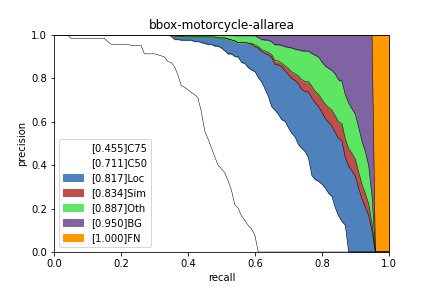 bbox-motorcycle-allarea
1.0
0.8
0.6
0.4
0.2
0.0
precision
[0.455]C75
[0.711]C50
[0.817]Loc
[0.834]Sim
[0.887]Oth
[0.950]BG
[1.000]FN
0.0 0.2 0.4 0.6 0.8 1.0
recall